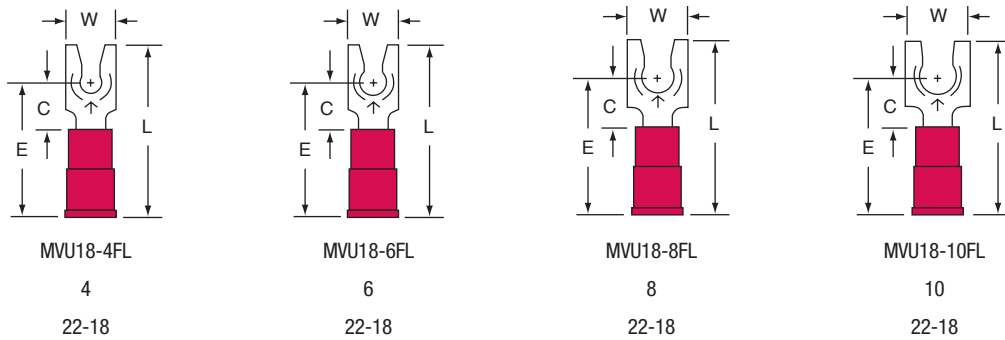 W W W W
C C C C
L L L L
E E E E
MVU18-4FL MVU18-6FL MVU18-8FL MVU18-10FL
4 6 8 10
22-18 22-18 22-18 22-18